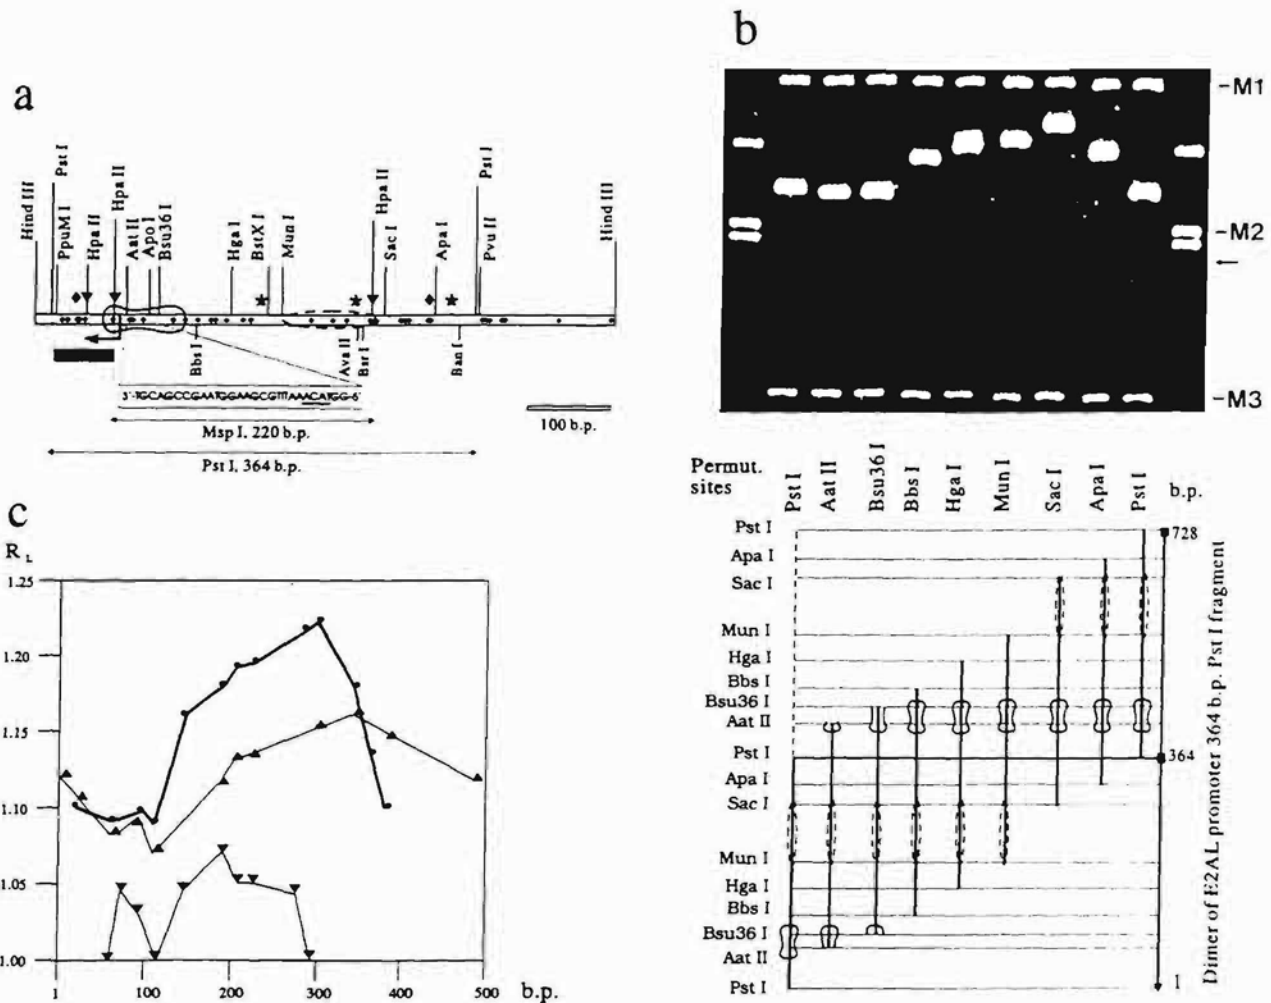 a
Hind III
Pst I
PpuM I
Hpa II
Hpa II
Aat II
Apo I
Bsu36 I
Hga I
BstX I
Mun I
Hpa II
Sac I
Apa I
Pst I
Pvu II
Hind III
Bbs I
Ava II
Bsr I
Ban I
3'-TGCAGCCGAATGGAAGCGTTTAAACATGG-5'
Msp I, 220 b.p.
100 b.p.
Pst I, 364 b.p.
b
-M1
-M2
←
-M3
Permut.
sites
Pst I
Aat II
Bsu36 I
Bbs I
Hga I
Mun I
Sac I
Apa I
Pst I
b.p.
Pst I
728
Apa I
Sac I
Mun I
Hga I
Bbs I
Bsu36 I
Aat II
Pst I
364
Apa I
Sac I
Mun I
Hga I
Bbs I
Bsu36 I
Aat II
Pst I
1
Dimer of E2AL promoter 364 b.p. Pst I fragment
c
R L
1.25
1.20
1.15
1.10
1.05
1.00
1 100 200 300 400 500 b.p.